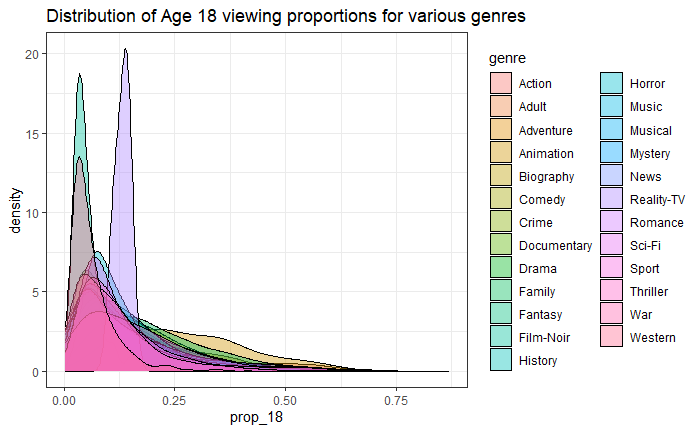 Distribution of Age 18 viewing proportions for various genres
20
15
10
5
0
density
0.00
0.25
0.50
0.75
prop_18
genre
Action
Adult
Adventure
Animation
Biography
Comedy
Crime
Documentary
Drama
Family
Fantasy
Film-Noir
History
Horror
Music
Musical
Mystery
News
Reality-TV
Romance
Sci-Fi
Sport
Thriller
War
Western